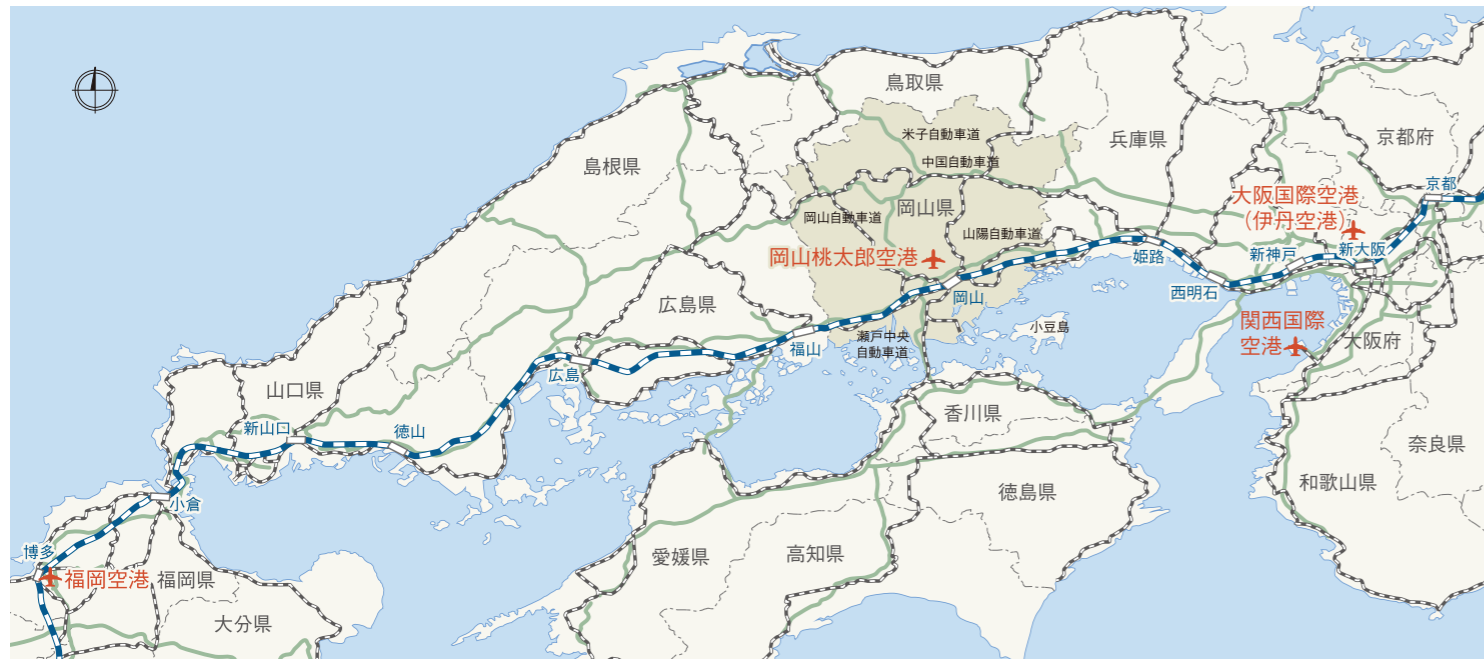 鳥取県
米子自動車道
中国自動車道
兵庫県
京都府
島根県
京都
大阪国際空港
（伊丹空港）
岡山自動車道
岡山県
山陽自動車道
岡山桃太郎空港
姫路
新神戸
新大阪
西明石
岡山
広島県
小豆島
関西国際
空港
大阪府
瀬戸中央
自動車道
福山
広島
山口県
香川県
新山口
徳山
奈良県
和歌山県
徳島県
小倉
博多
福岡空港
福岡県
愛媛県
高知県
大分県